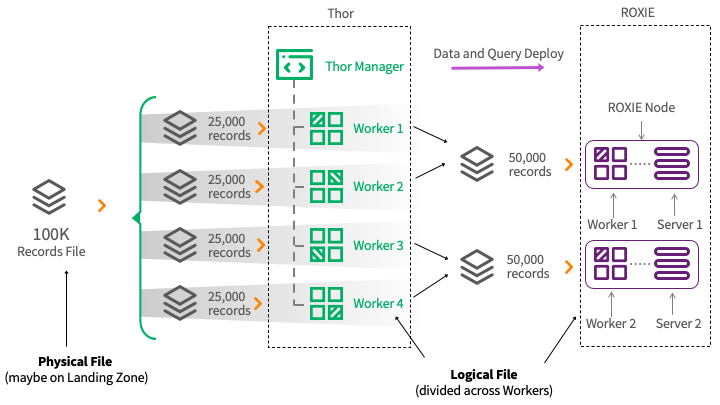 Thor
ROXIE
Thor Manager
Data and Query Deploy
25,000
records
Worker 1
25,000
records
Worker 2
25,000
records
Worker 3
25,000
records
Worker 4
100K
Records File
50,000
records
50,000
records
ROXIE Node
Worker 1
Server 1
Worker 2
Server 2
Physical File
(maybe on Landing Zone)
Logical File
(divided across Workers)